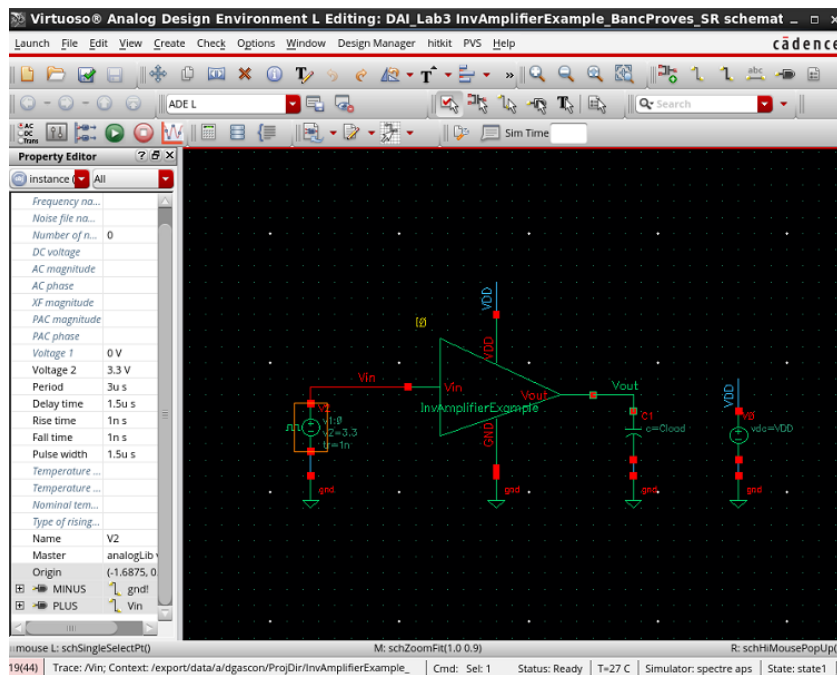 Virtuoso® Analog Design Environment L Editing: DAI_Lab3 InvAmplifierExample_BancProves_SR schemat
Launch File Edit View Create Check Options Window Design Manager hitkit PVS Help
cādence
ADE L
Search
AC
DC
Trans
Sim Time
Property Editor
instance ( All
Frequency na...
Noise file na...
Number of n... 0
DC voltage
AC magnitude
AC phase
XF magnitude
PAC magnitude
PAC phase
Voltage 1 0 V
Voltage 2 3.3 V
Period 3u s
Delay time 1.5u s
Rise time 1n s
Fall time 1n s
Pulse width 1.5u s
Temperature ...
Temperature ...
Nominal tem...
Type of rising...
Name V2
Master analogLib
Origin (-1.6875, 0.
MINUS gnd!
PLUS Vin
VDD
VDD
Vin
Vin
InvAmplifierExample
Vout
Vout
GND
V2
v1:0
v2=3.3
tr=1n
gnd
gnd
C1
c=Cload
gnd
VDD
V0
vdc=VDD
gnd
mouse L: schSingleSelectPt()
M: schZoomFit(1.0 0.9)
R: schHiMousePopUp(
19(44) Trace: /Vin; Context: /export/data/a/dgascon/ProjDir/InvAmplifierExample_ Cmd: Sel: 1 Status: Ready T=27 C Simulator: spectre aps State: state1